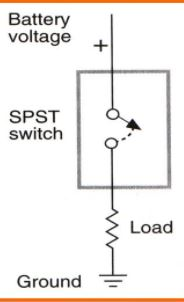 Battery
voltage
+
SPST
switch
Load
Ground